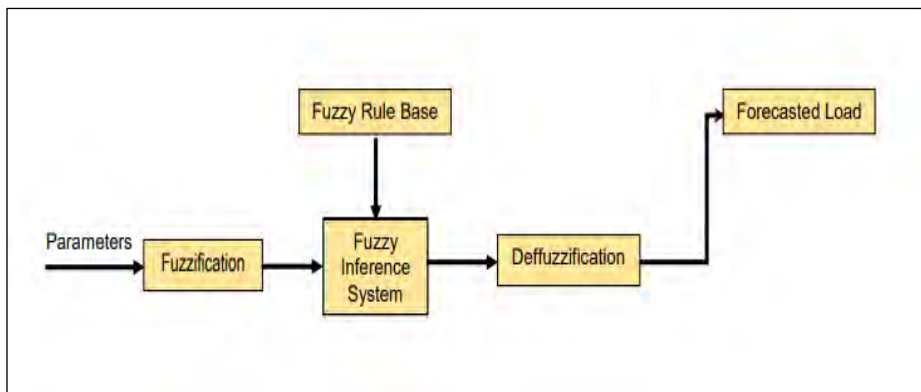 Fuzzy Rule Base
Forecasted Load
Parameters
Fuzzification
Fuzzy
Inference
System
Deffuzzification